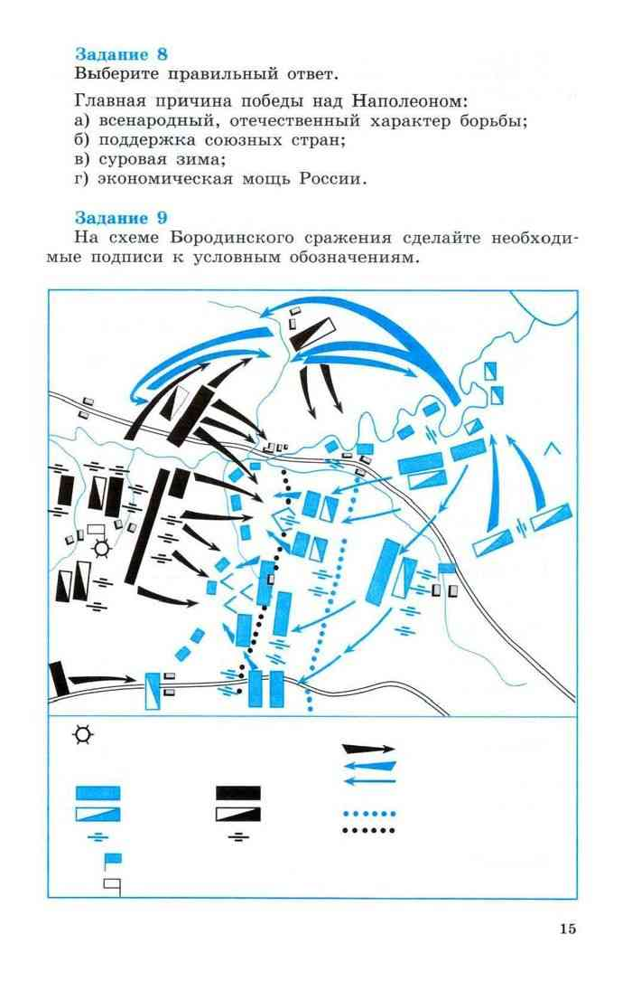 Задание 8
Выберите правильный ответ.
Главная причина победы над Наполеоном:
а) всенародный, отечественный характер борьбы;
б) поддержка союзных стран;
в) суровая зима;
г) экономическая мощь России.
Задание 9
На схеме Бородинского сражения сделайте необходи-
мые подписи к условным обозначениям.
15